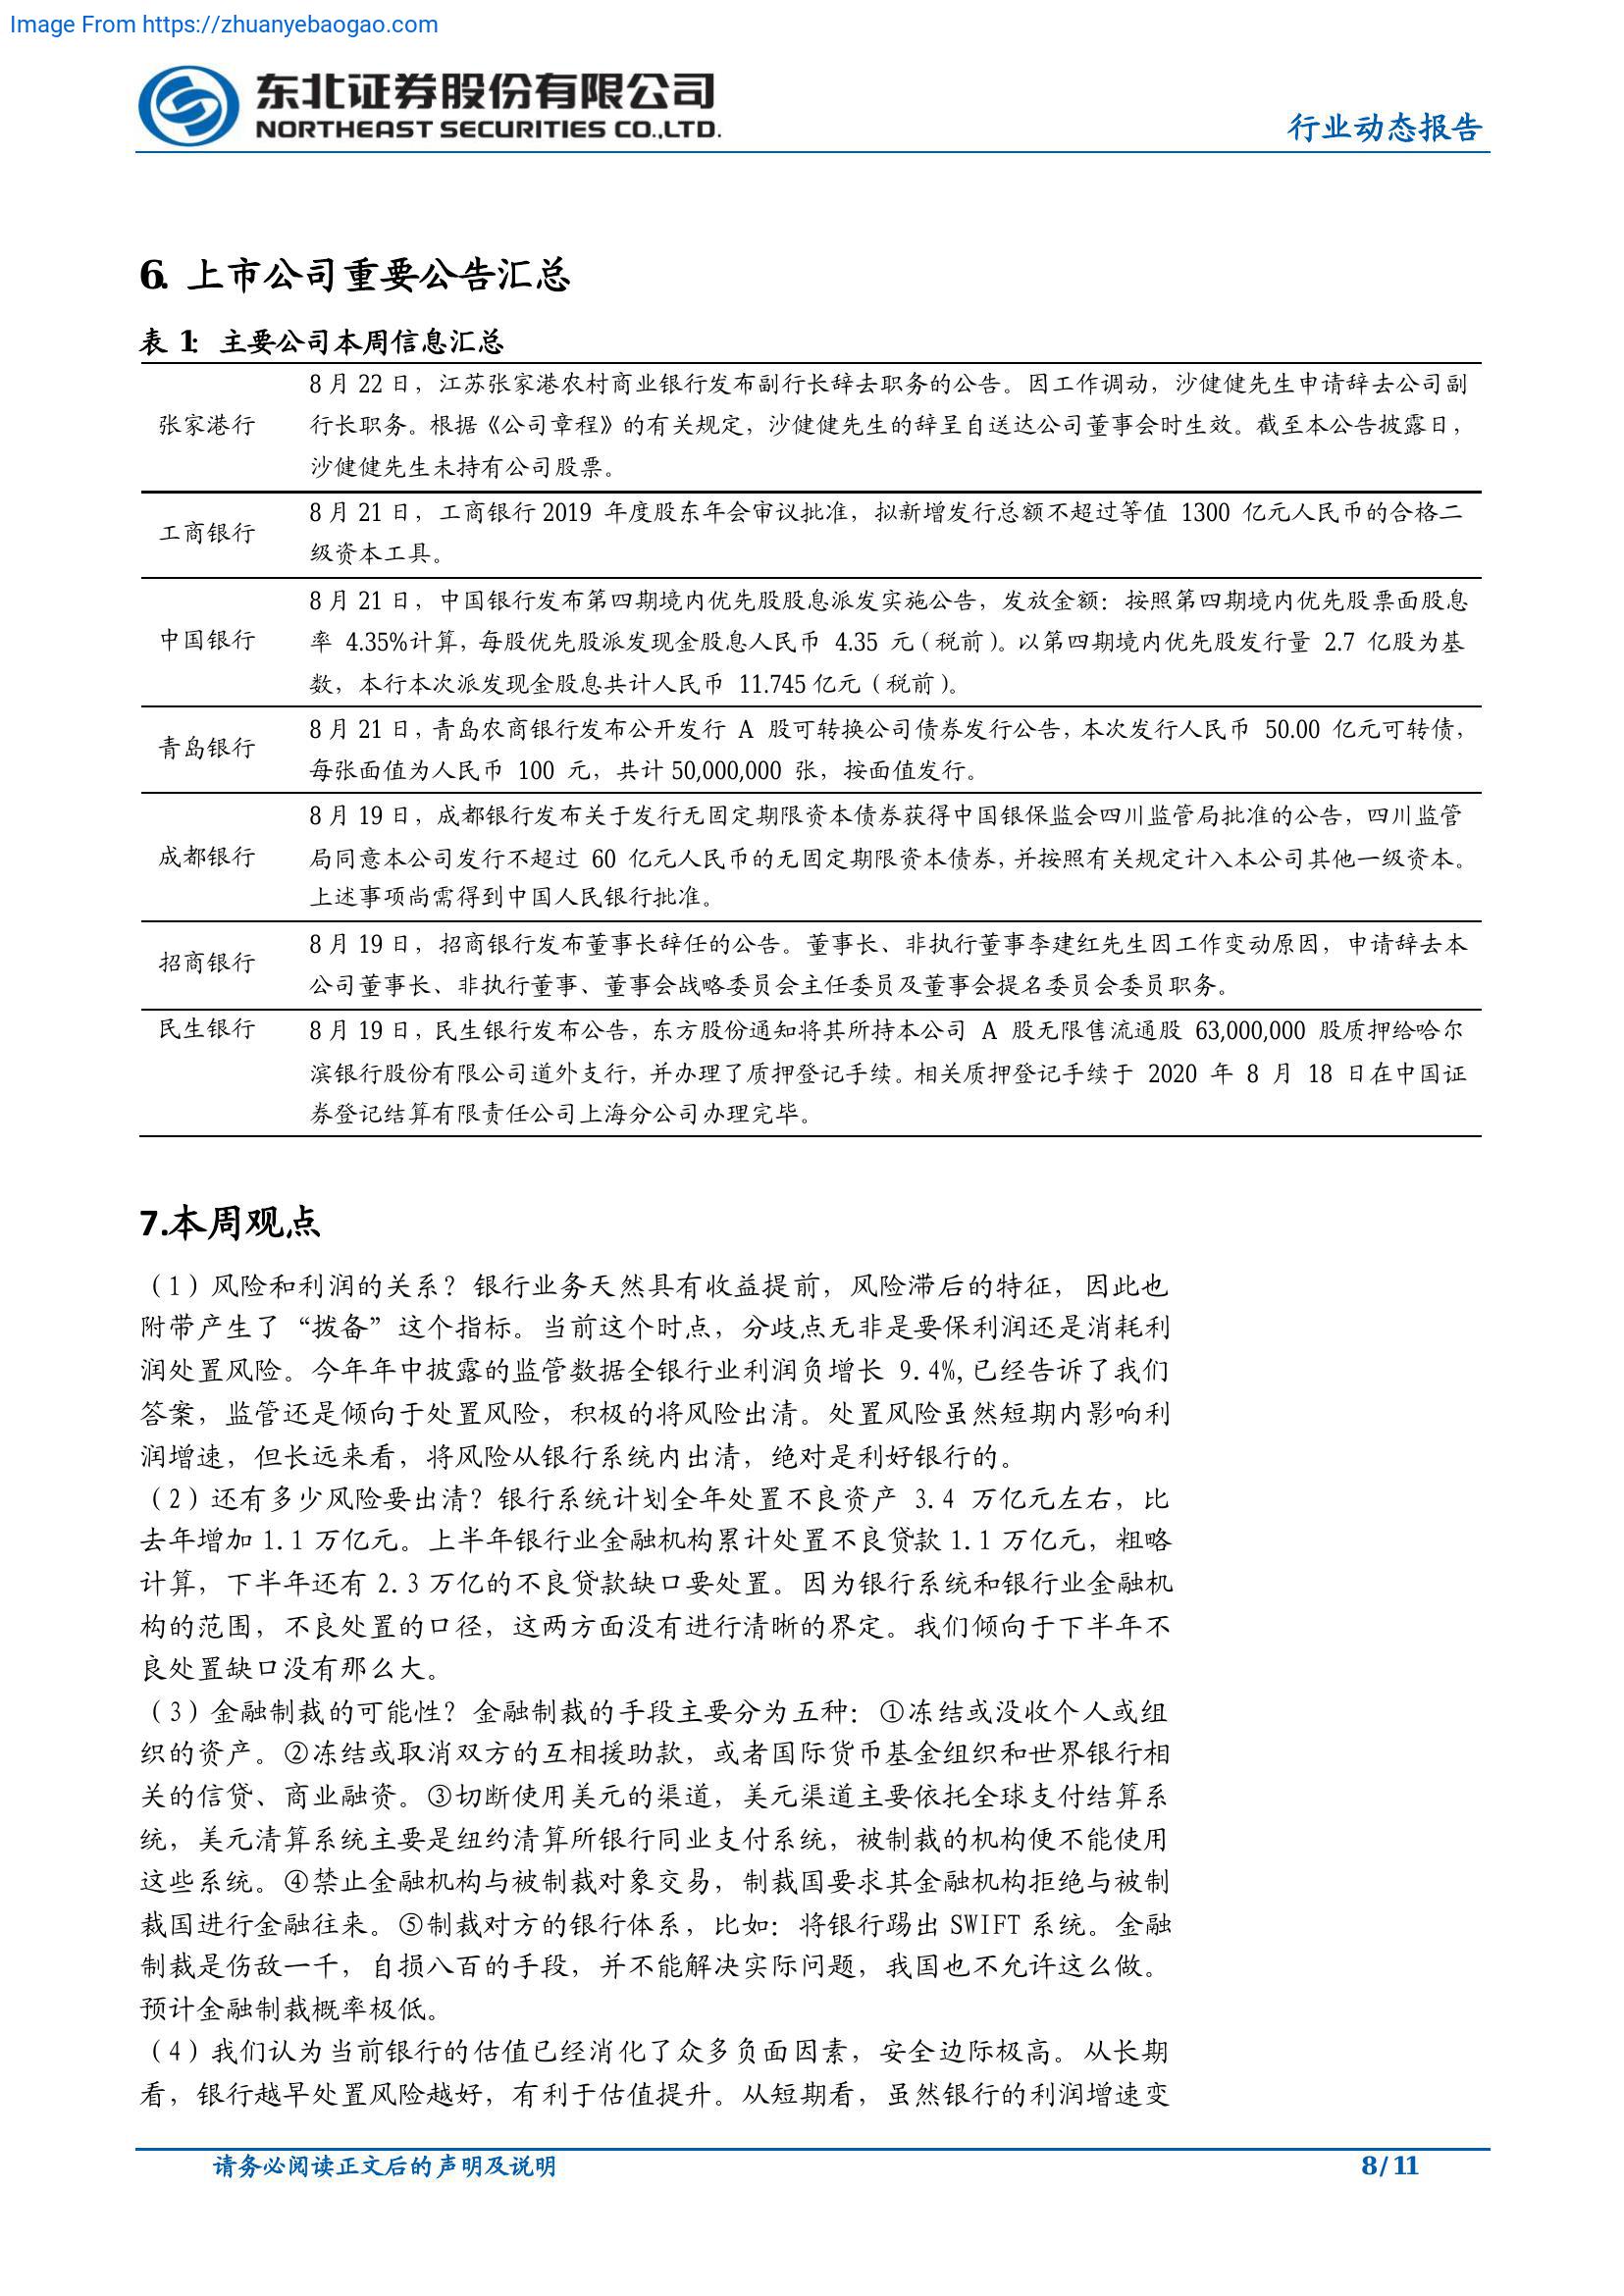 Image From https://zhuanyebaogao.com
东北证券股份有限公司
NORTHEAST SECURITIES CO.,LTD.
行业动态报告
6. 上市公司重要公告汇总
表 1: 主要公司本周信息汇总
张家港行
8 月 22 日，江苏张家港农村商业银行发布副行长辞去职务的公告。因工作调动，沙健健先生申请辞去公司副
行长职务。根据《公司章程》的有关规定，沙健健先生的辞呈自送达公司董事会时生效。截至本公告披露日，
沙健健先生未持有公司股票。
工商银行
8 月 21 日，工商银行 2019 年度股东年会审议批准，拟新增发行总额不超过等值 1300 亿元人民币的合格二
级资本工具。
中国银行
8 月 21 日，中国银行发布第四期境内优先股股息派发实施公告，发放金额：按照第四期境内优先股票面股息
率 4.35%计算，每股优先股派发现金股息人民币 4.35 元（税前）。以第四期境内优先股发行量 2.7 亿股为基
数，本行本次派发现金股息共计人民币 11.745 亿元（税前）。
青岛银行
8 月 21 日，青岛农商银行发布公开发行 A 股可转换公司债券发行公告，本次发行人民币 50.00 亿元可转债，
每张面值为人民币 100 元，共计 50,000,000 张，按面值发行。
成都银行
8 月 19 日，成都银行发布关于发行无固定期限资本债券获得中国银保监会四川监管局批准的公告，四川监管
局同意本公司发行不超过 60 亿元人民币的无固定期限资本债券，并按照有关规定计入本公司其他一级资本。
上述事项尚需得到中国人民银行批准。
招商银行
8 月 19 日，招商银行发布董事长辞任的公告。董事长、非执行董事李建红先生因工作变动原因，申请辞去本
公司董事长、非执行董事、董事会战略委员会主任委员及董事会提名委员会委员职务。
民生银行
8 月 19 日，民生银行发布公告，东方股份通知将其所持本公司 A 股无限售流通股 63,000,000 股质押给哈尔
滨银行股份有限公司道外支行，并办理了质押登记手续。相关质押登记手续于 2020 年 8 月 18 日在中国证
券登记结算有限责任公司上海分公司办理完毕。
7.本周观点
（1）风险和利润的关系？银行业务天然具有收益提前，风险滞后的特征，因此也
附带产生了“拨备”这个指标。当前这个时点，分歧点无非是要保利润还是消耗利
润处置风险。今年年中披露的监管数据全银行业利润负增长 9.4%,已经告诉了我们
答案，监管还是倾向于处置风险，积极的将风险出清。处置风险虽然短期内影响利
润增速，但长远来看，将风险从银行系统内出清，绝对是利好银行的。
（2）还有多少风险要出清？银行系统计划全年处置不良资产 3.4 万亿元左右，比
去年增加 1.1 万亿元。上半年银行业金融机构累计处置不良贷款 1.1 万亿元，粗略
计算，下半年还有 2.3 万亿的不良贷款缺口要处置。因为银行系统和银行业金融机
构的范围，不良处置的口径，这两方面没有进行清晰的界定。我们倾向于下半年不
良处置缺口没有那么大。
（3）金融制裁的可能性？金融制裁的手段主要分为五种：①冻结或没收个人或组
织的资产。②冻结或取消双方的互相援助款，或者国际货币基金组织和世界银行相
关的信贷、商业融资。③切断使用美元的渠道，美元渠道主要依托全球支付结算系
统，美元清算系统主要是纽约清算所银行同业支付系统，被制裁的机构便不能使用
这些系统。④禁止金融机构与被制裁对象交易，制裁国要求其金融机构拒绝与被制
裁国进行金融往来。⑤制裁对方的银行体系，比如：将银行踢出 SWIFT 系统。金融
制裁是伤敌一千，自损八百的手段，并不能解决实际问题，我国也不允许这么做。
预计金融制裁概率极低。
（4）我们认为当前银行的估值已经消化了众多负面因素，安全边际极高。从长期
看，银行越早处置风险越好，有利于估值提升。从短期看，虽然银行的利润增速变
请务必阅读正文后的声明及说明
8/11